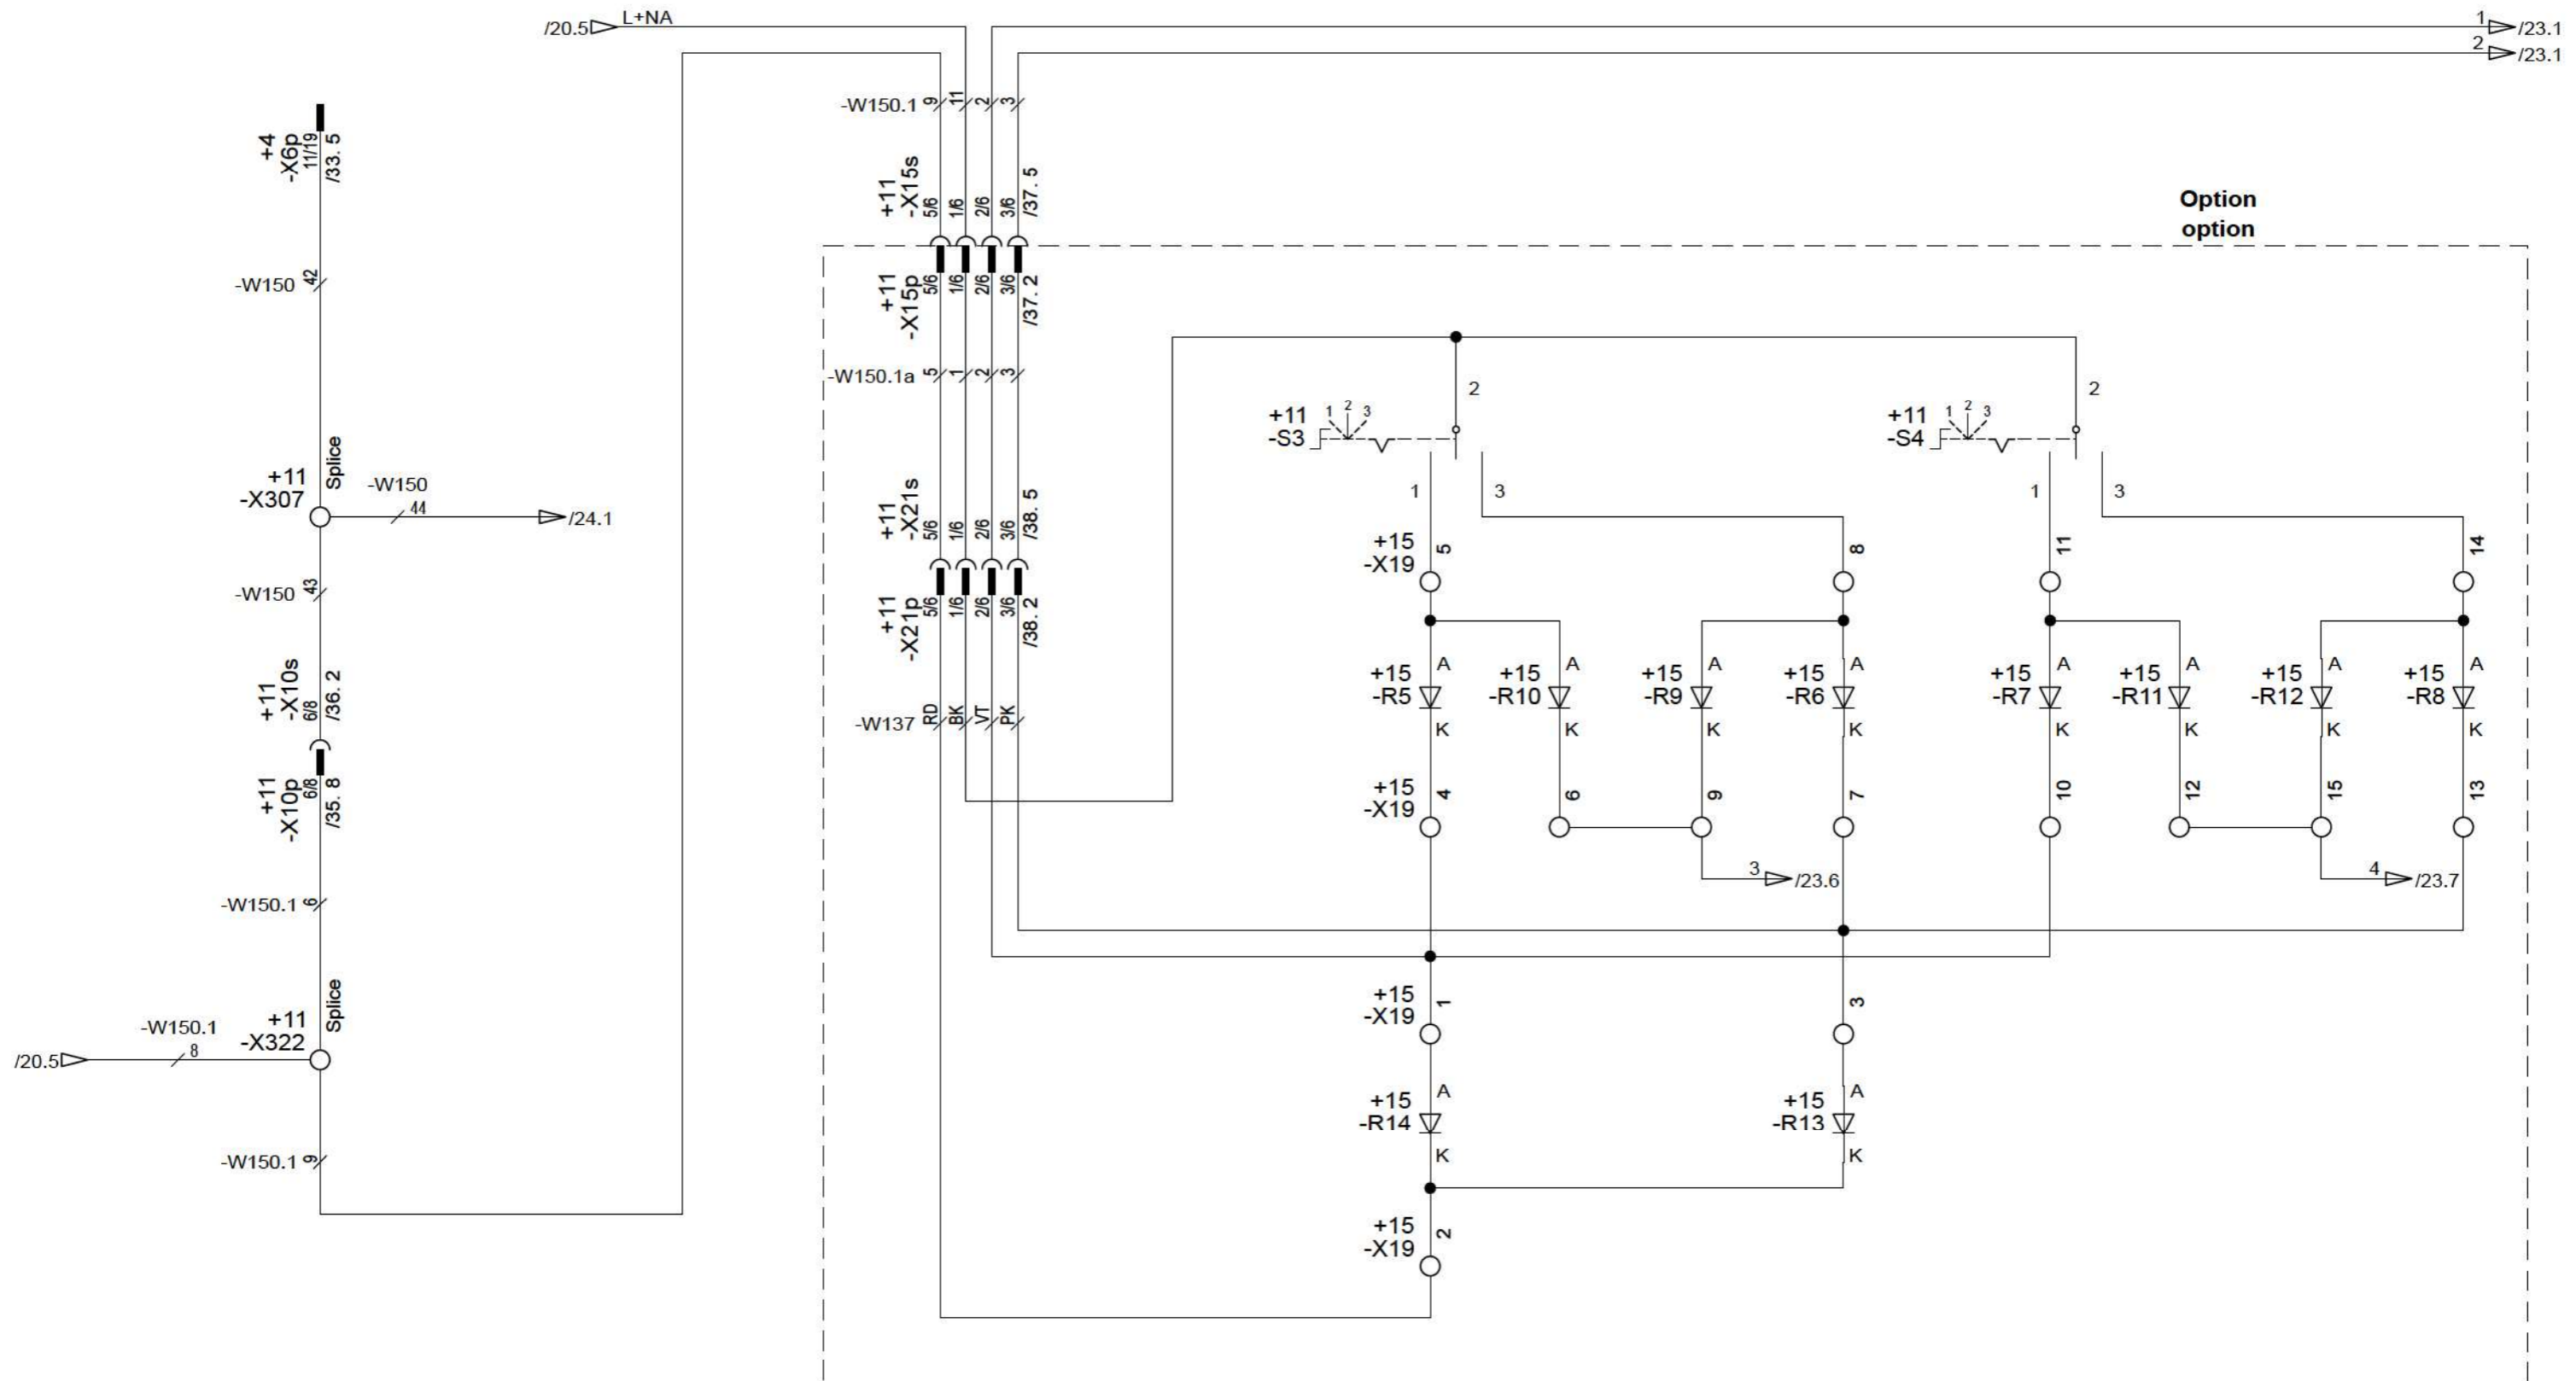 /20.5 L+NA 1 /23.1
2 /23.1
-W150.1 9 11 2 3
+4 -X6p 11/19 /33. 5
+11 -X15s 5/6 1/6 2/6 3/6 /37. 5
Option
option
-W150 42
+11 -X15p 5/6 1/6 2/6 3/6 /37. 2
-W150.1a 5 1 2 3
2 2
+11 1 2 3 +11 1 2 3
-S3 -S4
+11 Splice
-X307 -W150
44 /24.1
+11 -X21s 5/6 1/6 2/6 3/6 /38. 5
1 3 1 3
+15 5 8 11 14
-X19
-W150 43
+11 -X21p 5/6 1/6 2/6 3/6 /38. 2
+11 -X10s 6/8 /36. 2
A A A A A A A A
+15 +15 +15 +15 +15 +15 +15 +15
-R5 -R10 -R9 -R6 -R7 -R11 -R12 -R8
K K K K K K K K
-W137 RD BK VT PK
+11 -X10p 6/8 /35. 8
+15 4 6 9 7 10 12 15 13
-X19
3 /23.6 4 /23.7
-W150.1 6
+15 1 3
-X19
-W150.1 +11 Splice
8 -X322
/20.5
+15 A +15 A
-R14 -R13
K K
-W150.1 9
+15 2
-X19